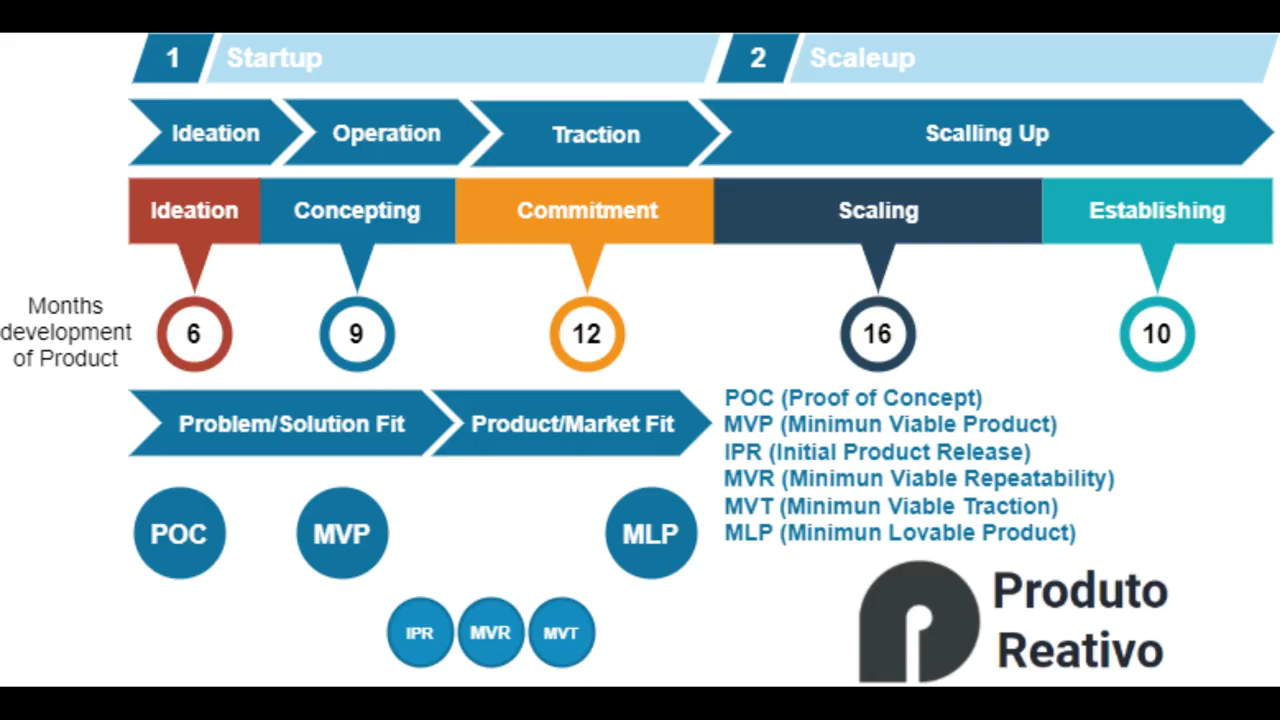 1 Startup 2 Scaleup
Ideation Operation Traction Scalling Up
Ideation Concepting Commitment Scaling Establishing
Months
development
of Product
6 9 12 16 10
Problem/Solution Fit Product/Market Fit
POC (Proof of Concept)
MVP (Minimun Viable Product)
IPR (Initial Product Release)
MVR (Minimun Viable Repeatability)
MVT (Minimun Viable Traction)
MLP (Minimun Lovable Product)
POC MVP MLP
IPR MVR MVT
Produto
Reativo